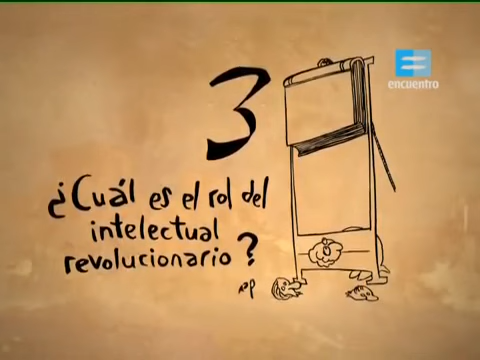 3
encuentro
¿Cuál es el rol del
intelectual
revolucionario?